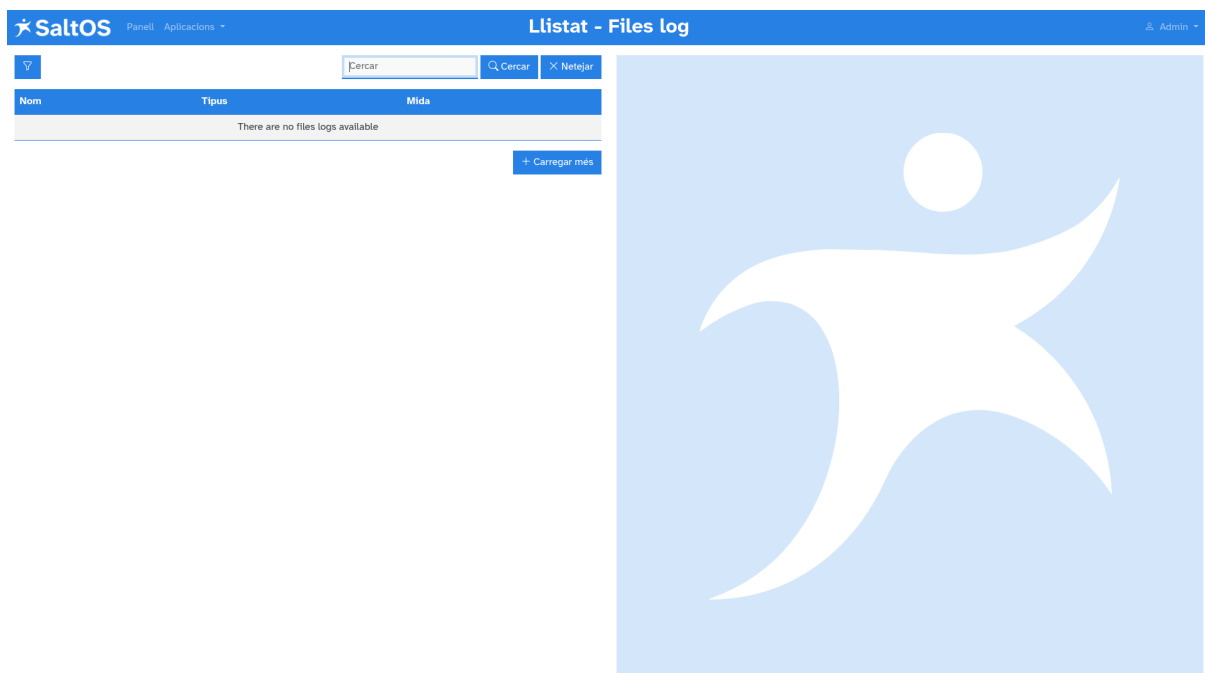 SaltOS Panell Aplicacions Llistat - Files log Admin
Cercar Cercar Netejar
Nom Tipus Mida
There are no files logs available
Carregar més